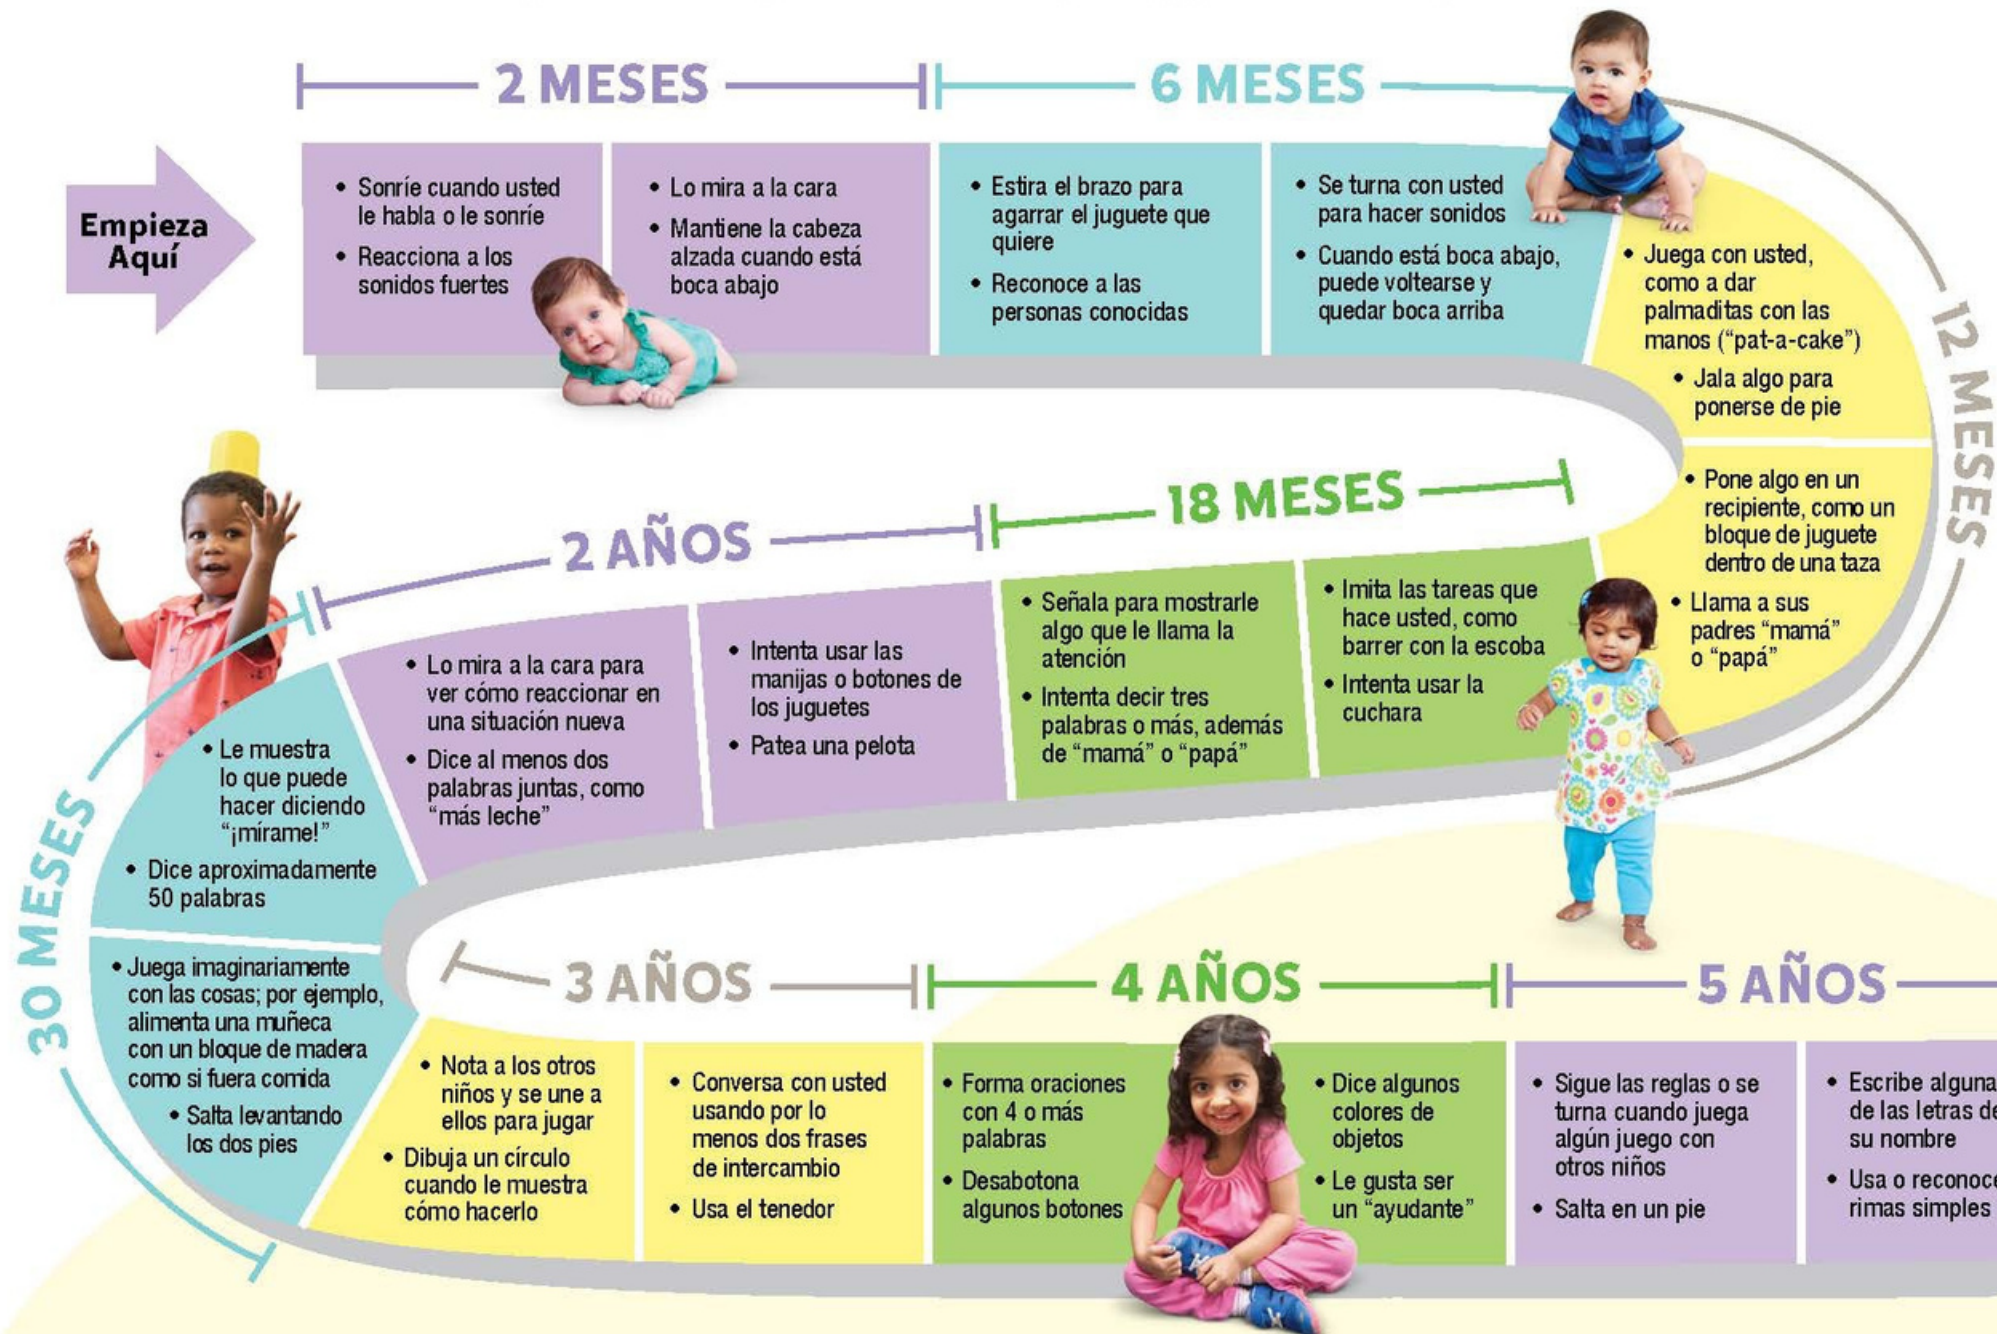 2 MESES
6 MESES
12 MESES
Empieza
Aquí
• Sonríe cuando usted
le habla o le sonríe
• Reacciona a los
sonidos fuertes
• Lo mira a la cara
• Mantiene la cabeza
alzada cuando está
boca abajo
• Estira el brazo para
agarrar el juguete que
quiere
• Reconoce a las
personas conocidas
• Se turna con usted
para hacer sonidos
• Cuando está boca abajo,
puede voltearse y
quedar boca arriba
• Juega con usted,
como a dar
palmaditas con las
manos (“pat-a-cake”)
• Jala algo para
ponerse de pie
• Pone algo en un
recipiente, como un
bloque de juguete
dentro de una taza
• Llama a sus
padres “mamá”
o “papá”
18 MESES
• Imita las tareas que
hace usted, como
barrer con la escoba
• Intenta usar la
cuchara
• Señala para mostrarle
algo que le llama la
atención
• Intenta decir tres
palabras o más, además
de “mamá” o “papá”
2 AÑOS
• Intenta usar las
manijas o botones de
los juguetes
• Patea una pelota
• Lo mira a la cara para
ver cómo reaccionar en
una situación nueva
• Dice al menos dos
palabras juntas, como
“más leche”
30 MESES
• Le muestra
lo que puede
hacer diciendo
“¡mírame!”
• Dice aproximadamente
50 palabras
• Juega imaginariamente
con las cosas; por ejemplo,
alimenta una muñeca
con un bloque de madera
como si fuera comida
• Salta levantando
los dos pies
3 AÑOS
• Nota a los otros
niños y se une a
ellos para jugar
• Dibuja un círculo
cuando le muestra
cómo hacerlo
• Conversa con usted
usando por lo
menos dos frases
de intercambio
• Usa el tenedor
4 AÑOS
• Forma oraciones
con 4 o más
palabras
• Desabotona
algunos botones
• Dice algunos
colores de
objetos
• Le gusta ser
un “ayudante”
5 AÑOS
• Sigue las reglas o se
turna cuando juega
algún juego con
otros niños
• Salta en un pie
• Escribe alguna
de las letras de
su nombre
• Usa o reconoce
rimas simples